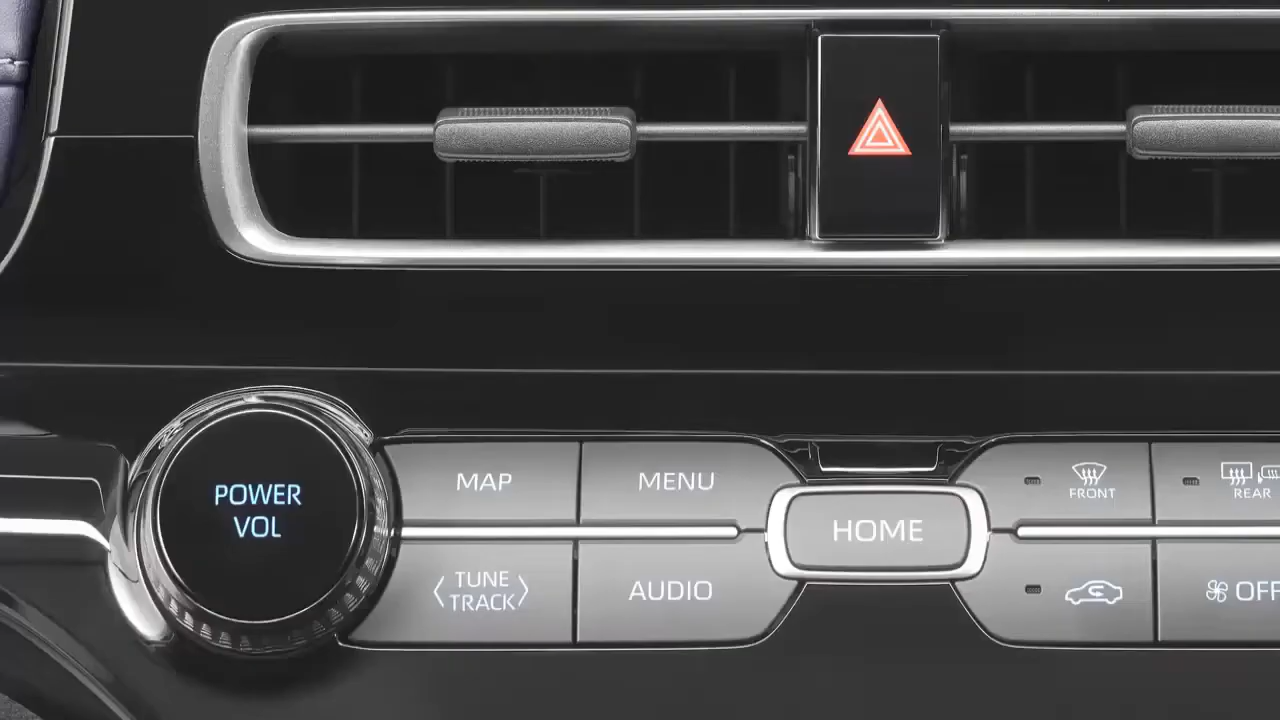 POWER
VOL
MAP
MENU
HOME
FRONT
REAR
TUNE
TRACK
AUDIO
OFF